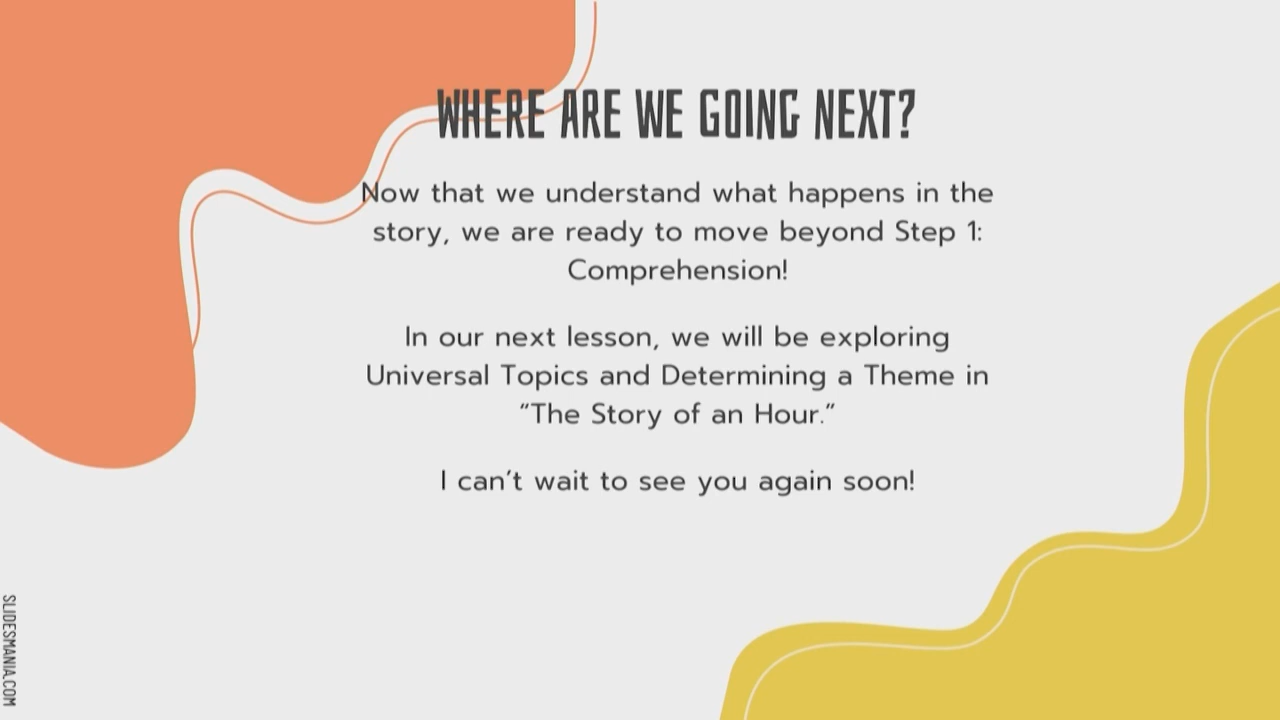 WHERE ARE WE GOING NEXT?
Now that we understand what happens in the
story, we are ready to move beyond Step 1:
Comprehension!
In our next lesson, we will be exploring
Universal Topics and Determining a Theme in
“The Story of an Hour.”
I can’t wait to see you again soon!
SLIDESMANIA.COM